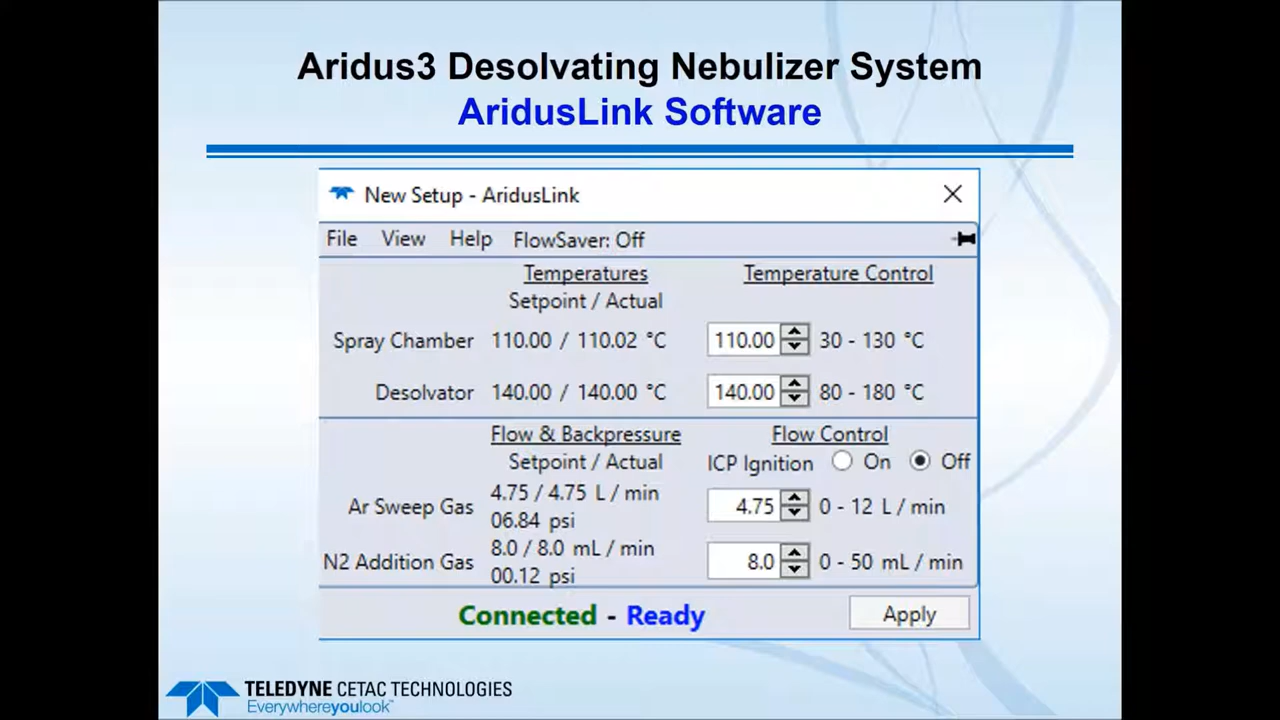 Aridus3 Desolvating Nebulizer System
AridusLink Software
New Setup - AridusLink
File View Help FlowSaver: Off
Temperatures Temperature Control
Setpoint / Actual
Spray Chamber 110.00 / 110.02 °C 110.00 30 - 130 °C
Desolvator 140.00 / 140.00 °C 140.00 80 - 180 °C
Flow & Backpressure Flow Control
Setpoint / Actual ICP Ignition On Off
Ar Sweep Gas 4.75 / 4.75 L / min 4.75 0 - 12 L / min
06.84 psi
N2 Addition Gas 8.0 / 8.0 mL / min 8.0 0 - 50 mL / min
00.12 psi
Connected - Ready Apply
TELEDYNE CETAC TECHNOLOGIES
Everywhereyoulook™